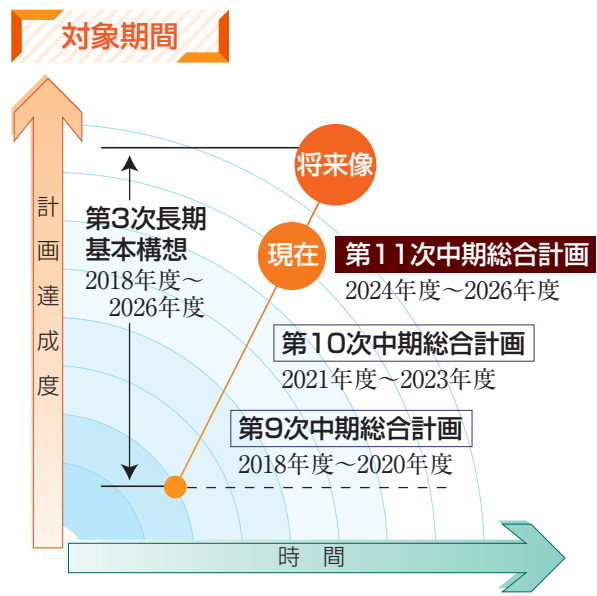 対象期間
計画達成度
将来像
第3次長期
基本構想
2018年度～
2026年度
現在
第11次中期総合計画
2024年度～2026年度
第10次中期総合計画
2021年度～2023年度
第9次中期総合計画
2018年度～2020年度
時　間